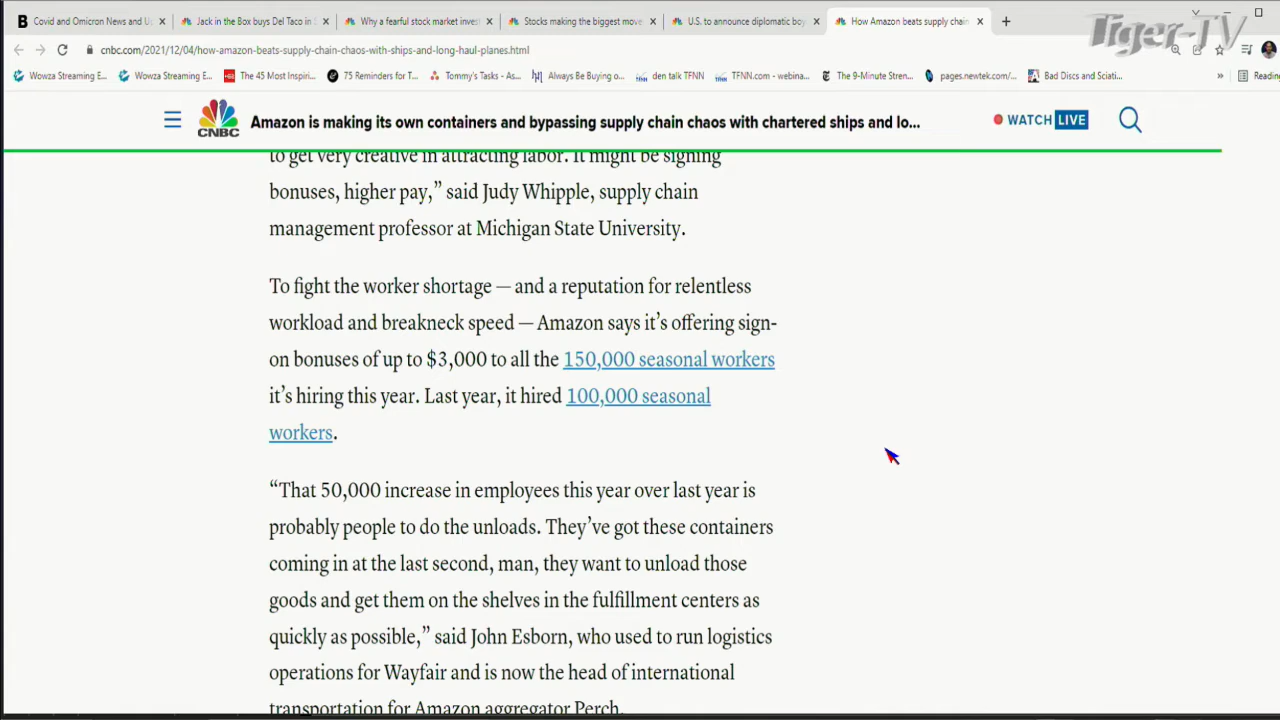 Tiger-TV
B Covid and Omicron News and U
Jack in the Box buys Del Taco in
Why a fearful stock market inves
Stocks making the biggest move
U.S. to announce diplomatic boy
How Amazon beats supply chain
cnbc.com/2021/12/04/how-amazon-beats-supply-chain-chaos-with-ships-and-long-haul-planes.html
Wowza Streaming E...
Wowza Streaming E...
The 45 Most Inspiri...
75 Reminders for T...
Tommy's Tasks - As...
Always Be Buying o...
den talk TFNN
TFNN.com - webina...
The 9-Minute Stren...
pages.newtek.com/...
Bad Discs and Sciati...
Reading
CNBC
Amazon is making its own containers and bypassing supply chain chaos with chartered ships and lo...
WATCH LIVE
to get very creative in attracting labor. It might be signing
bonuses, higher pay,” said Judy Whipple, supply chain
management professor at Michigan State University.
To fight the worker shortage — and a reputation for relentless
workload and breakneck speed — Amazon says it’s offering sign-
on bonuses of up to $3,000 to all the 150,000 seasonal workers
it’s hiring this year. Last year, it hired 100,000 seasonal
workers.
“That 50,000 increase in employees this year over last year is
probably people to do the unloads. They’ve got these containers
coming in at the last second, man, they want to unload those
goods and get them on the shelves in the fulfillment centers as
quickly as possible,” said John Esborn, who used to run logistics
operations for Wayfair and is now the head of international
transportation for Amazon aggregator Perch.